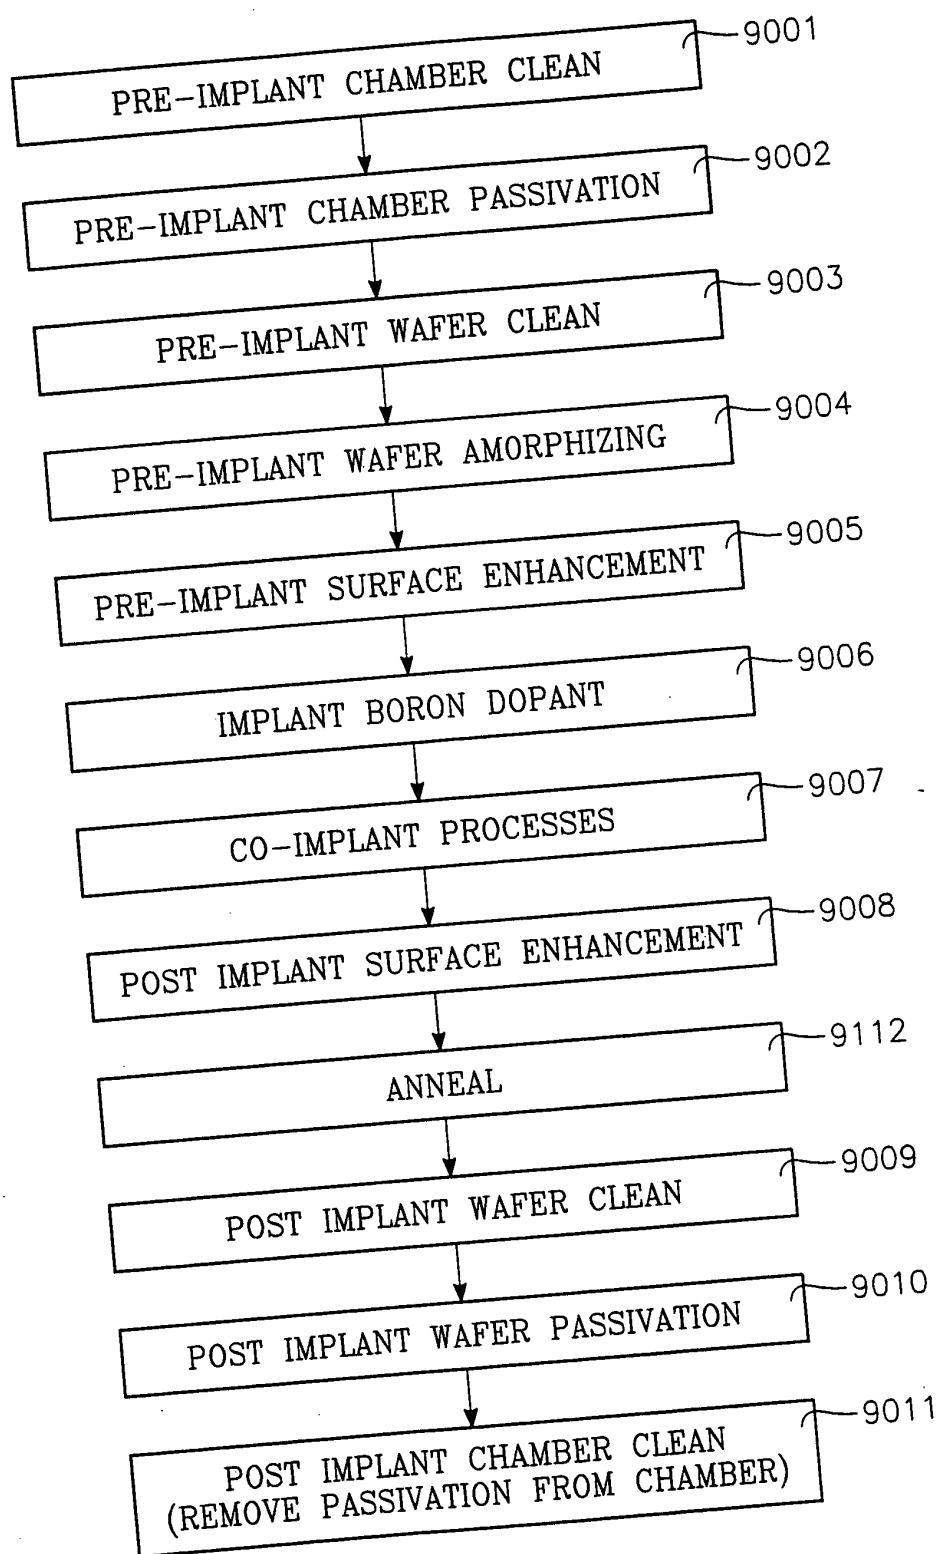 9001
PRE-IMPLANT CHAMBER CLEAN
9002
PRE-IMPLANT CHAMBER PASSIVATION
9003
PRE-IMPLANT WAFER CLEAN
9004
PRE-IMPLANT WAFER AMORPHIZING
9005
PRE-IMPLANT SURFACE ENHANCEMENT
9006
IMPLANT BORON DOPANT
9007
CO-IMPLANT PROCESSES
9008
POST IMPLANT SURFACE ENHANCEMENT
9112
ANNEAL
9009
POST IMPLANT WAFER CLEAN
9010
POST IMPLANT WAFER PASSIVATION
9011
POST IMPLANT CHAMBER CLEAN
(REMOVE PASSIVATION FROM CHAMBER)